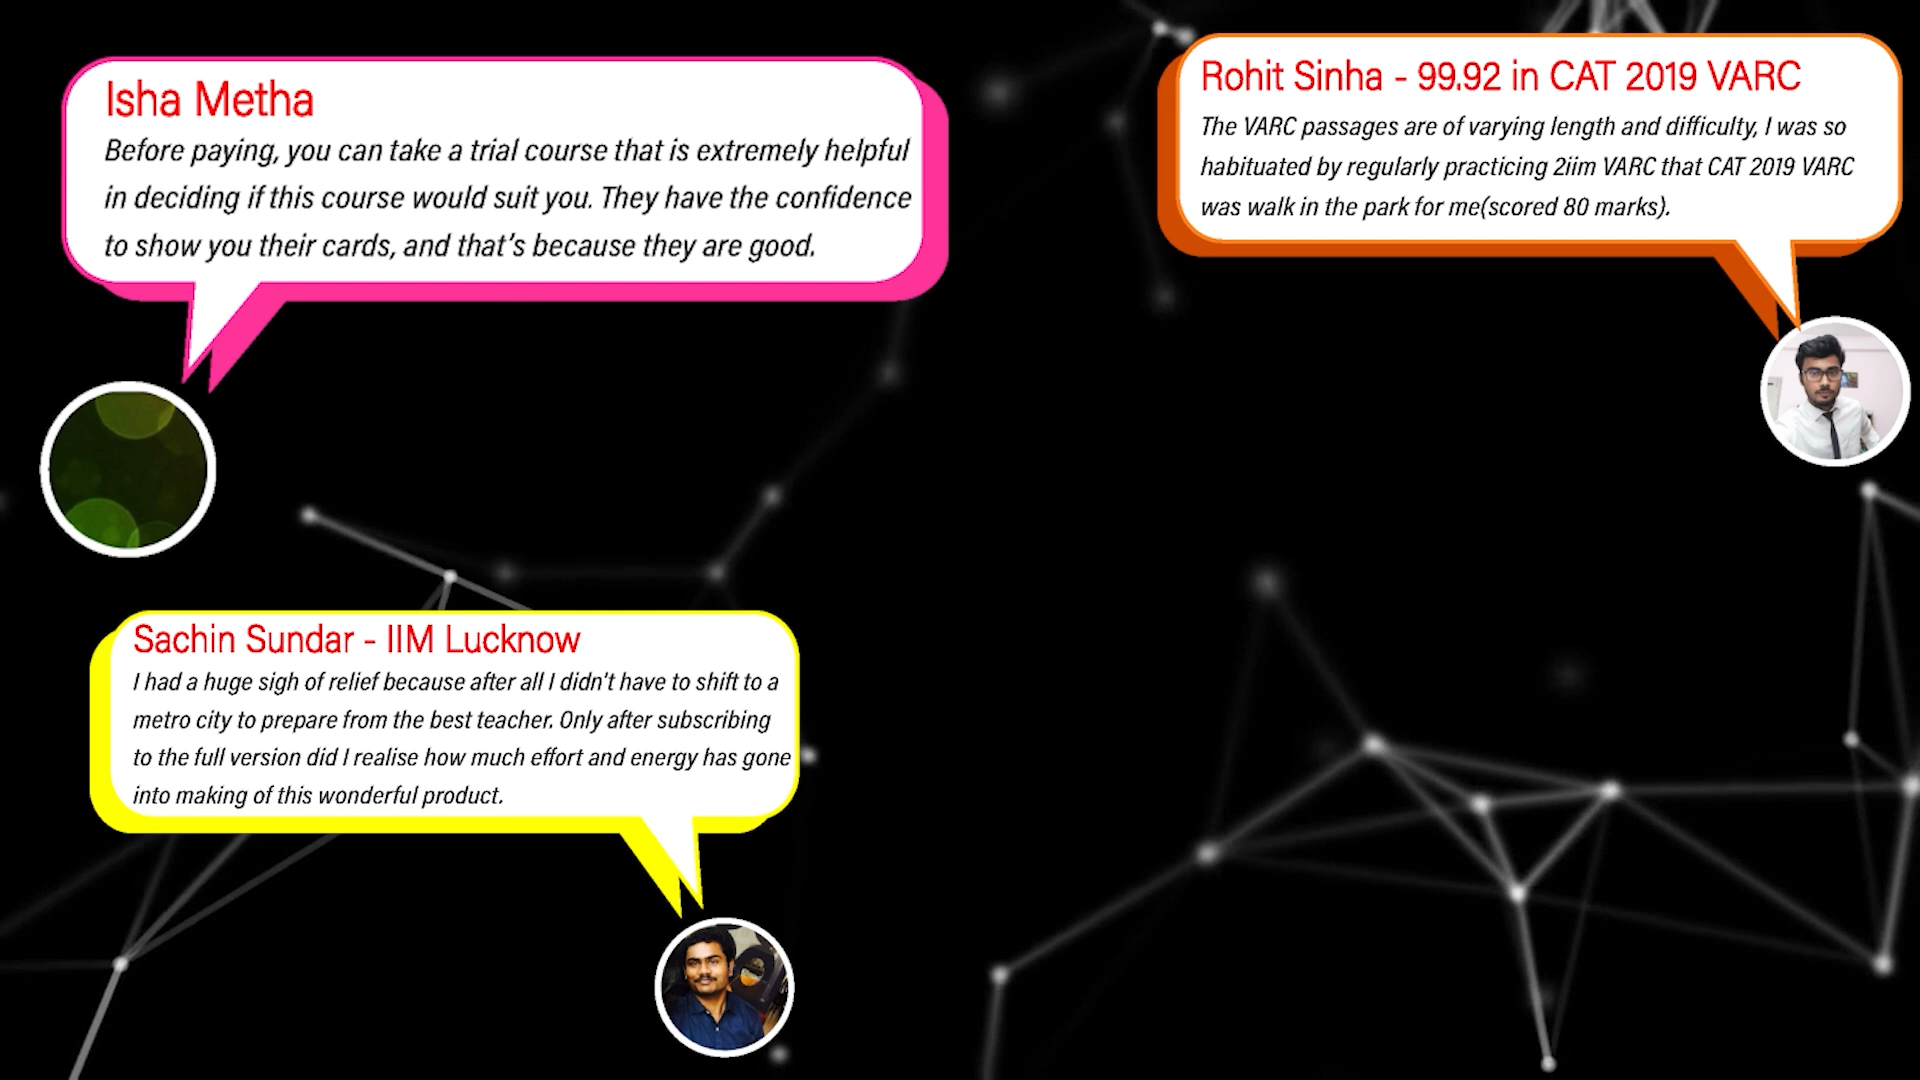 Isha Metha
Before paying, you can take a trial course that is extremely helpful
in deciding if this course would suit you. They have the confidence
to show you their cards, and that's because they are good.
Rohit Sinha - 99.92 in CAT 2019 VARC
The VARC passages are of varying length and difficulty, I was so
habituated by regularly practicing 2iim VARC that CAT 2019 VARC
was walk in the park for me(scored 80 marks).
Sachin Sundar - IIM Lucknow
I had a huge sigh of relief because after all I didn't have to shift to a
metro city to prepare from the best teacher. Only after subscribing
to the full version did I realise how much effort and energy has gone
into making of this wonderful product.